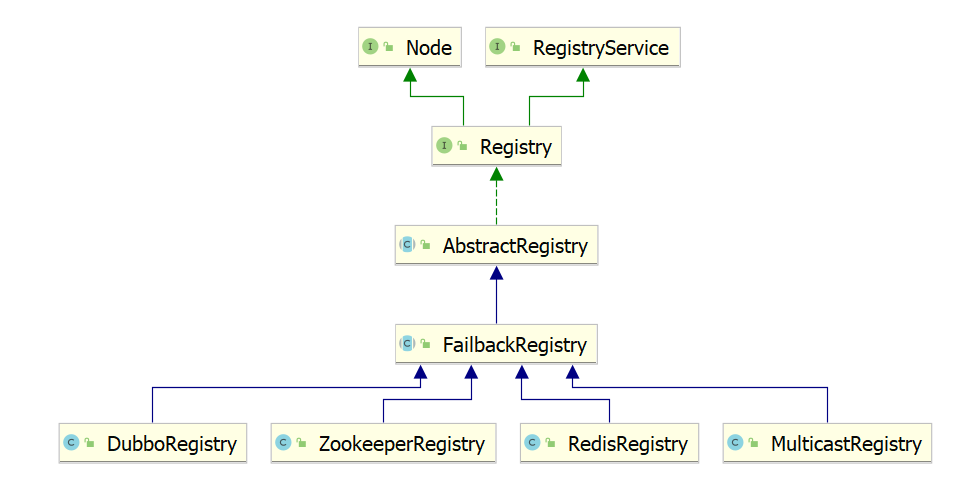 I Node
I RegistryService
I Registry
C AbstractRegistry
C FailbackRegistry
C DubboRegistry
C ZookeeperRegistry
C RedisRegistry
C MulticastRegistry